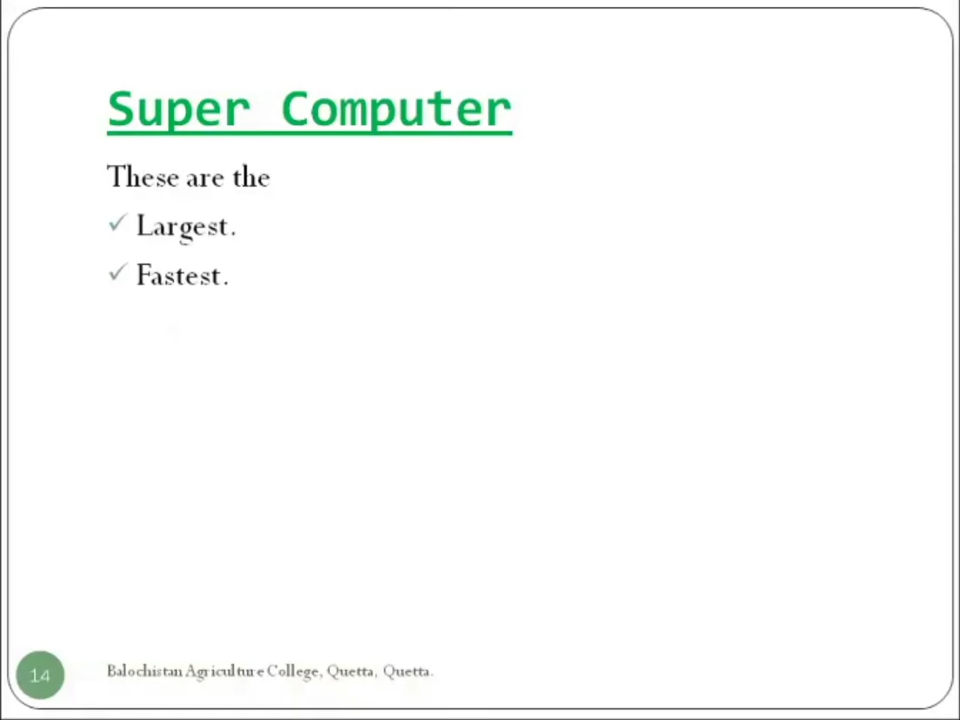 Super Computer
These are the
✓ Largest.
✓ Fastest.
14
Balochistan Agriculture College, Quetta, Quetta.